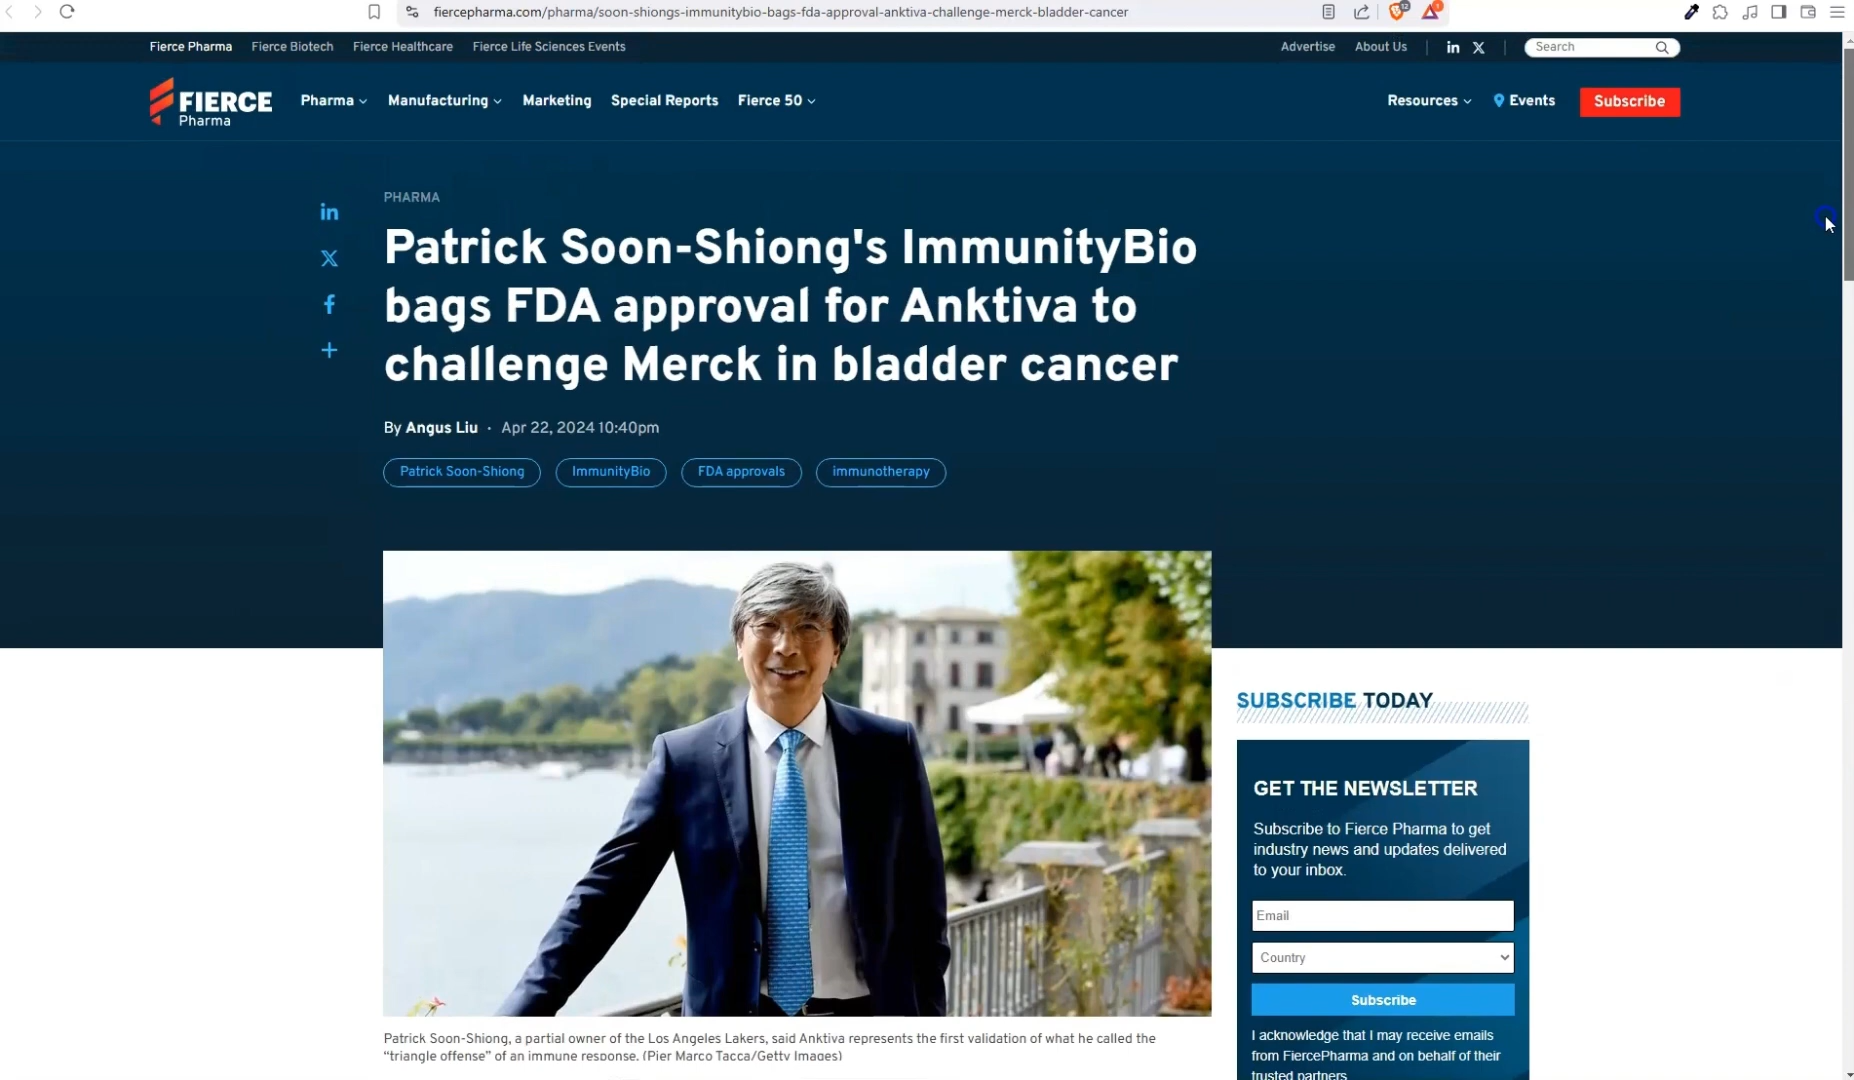 fiercepharma.com/pharma/soon-shiongs-immunitybio-bags-fda-approval-anktiva-challenge-merck-bladder-cancer
12
1
Fierce Pharma Fierce Biotech Fierce Healthcare Fierce Life Sciences Events
Advertise About Us | in X | Search
FIERCE
Pharma
Pharma Manufacturing Marketing Special Reports Fierce 50
Resources Events Subscribe
PHARMA
Patrick Soon-Shiong's ImmunityBio
bags FDA approval for Anktiva to
challenge Merck in bladder cancer
By Angus Liu · Apr 22, 2024 10:40pm
Patrick Soon-Shiong ImmunityBio FDA approvals immunotherapy
in
X
f
+
Patrick Soon-Shiong, a partial owner of the Los Angeles Lakers, said Anktiva represents the first validation of what he called the
“triangle offense” of an immune response. (Pier Marco Tacca/Getty Images)
SUBSCRIBE TODAY
GET THE NEWSLETTER
Subscribe to Fierce Pharma to get
industry news and updates delivered
to your inbox.
Email
Country
Subscribe
I acknowledge that I may receive emails
from FiercePharma and on behalf of their
trusted partners